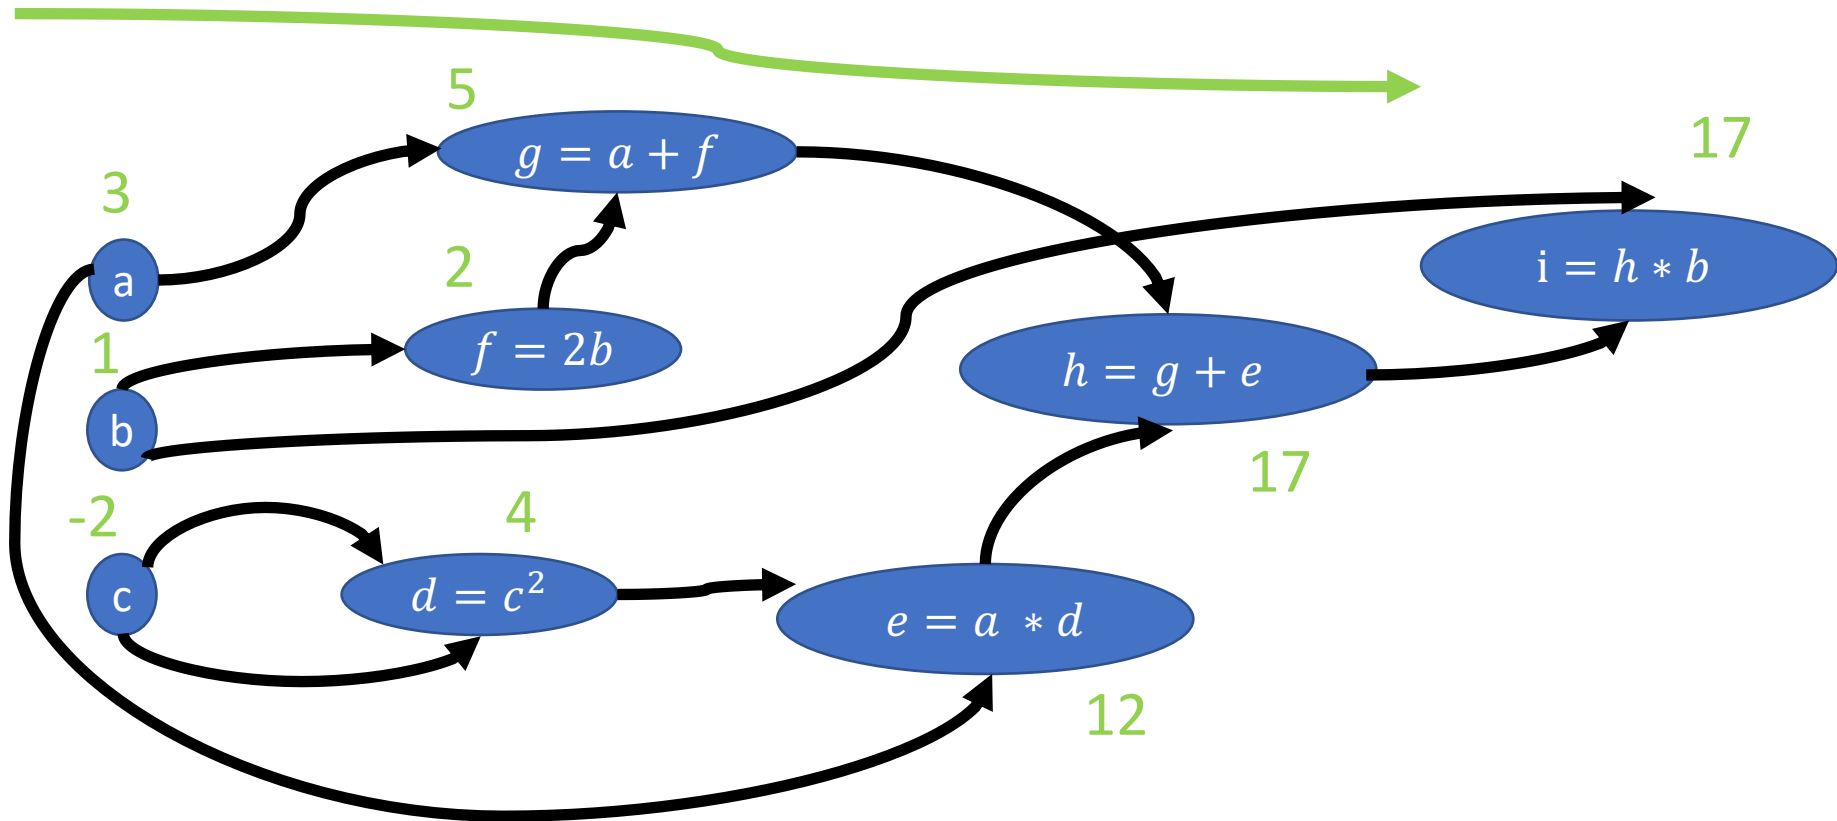 5
g = a + f
17
3
a
2
i = h ∗ b
1
f = 2b
h = g + e
b
17
-2
4
c
d = c²
e = a ∗ d
12